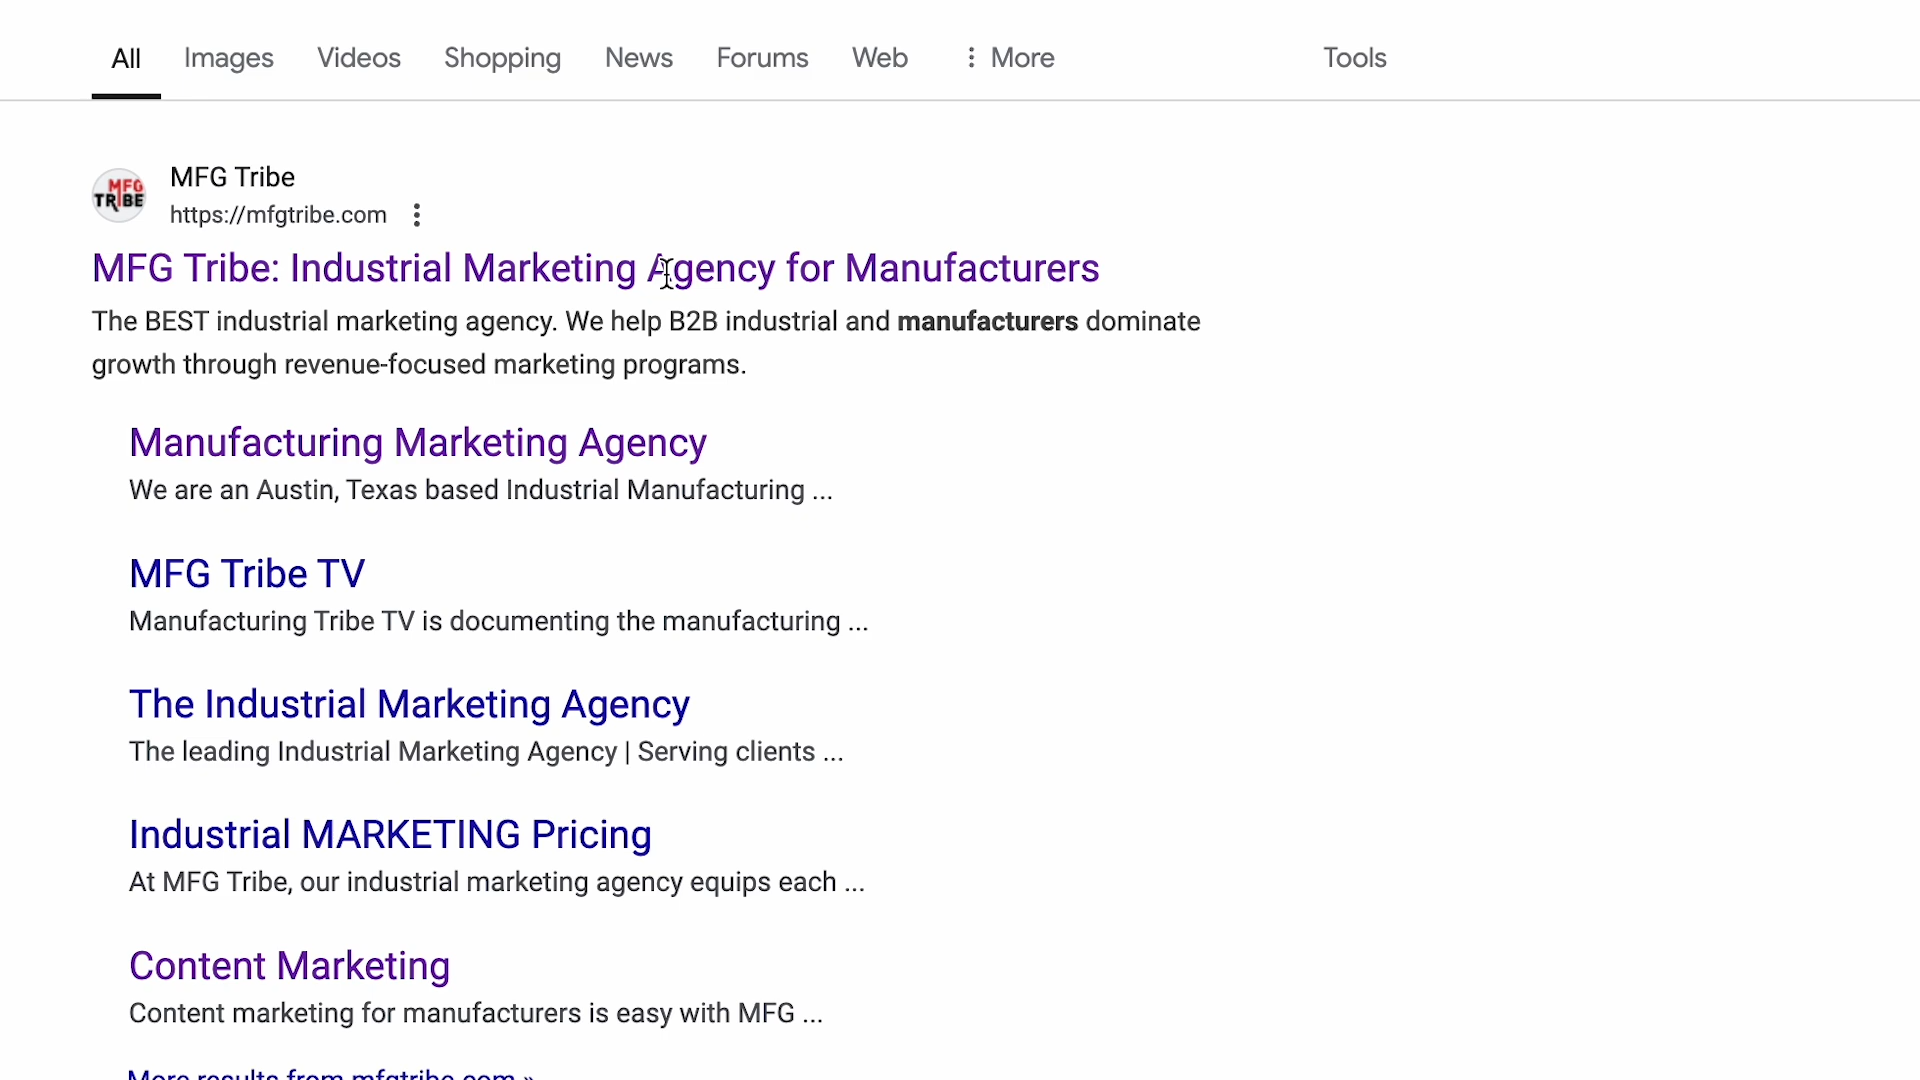 All Images Videos Shopping News Forums Web More Tools
MFG TRIBE
MFG Tribe
https://mfgtribe.com
MFG Tribe: Industrial Marketing Agency for Manufacturers
The BEST industrial marketing agency. We help B2B industrial and manufacturers dominate
growth through revenue-focused marketing programs.
Manufacturing Marketing Agency
We are an Austin, Texas based Industrial Manufacturing ...
MFG Tribe TV
Manufacturing Tribe TV is documenting the manufacturing ...
The Industrial Marketing Agency
The leading Industrial Marketing Agency | Serving clients ...
Industrial MARKETING Pricing
At MFG Tribe, our industrial marketing agency equips each ...
Content Marketing
Content marketing for manufacturers is easy with MFG ...
More results from mfgtribe.com »